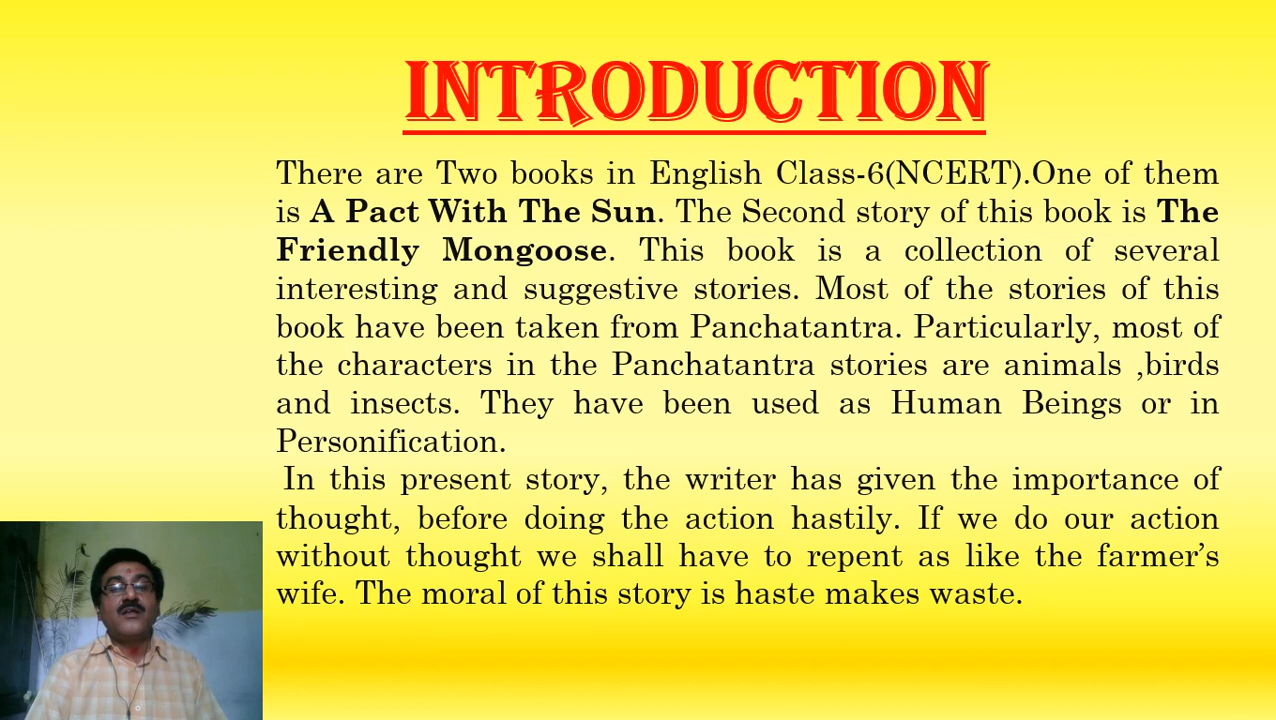 INTRODUCTION
There are Two books in English Class-6(NCERT).One of them
is A Pact With The Sun. The Second story of this book is The
Friendly Mongoose. This book is a collection of several
interesting and suggestive stories. Most of the stories of this
book have been taken from Panchatantra. Particularly, most of
the characters in the Panchatantra stories are animals ,birds
and insects. They have been used as Human Beings or in
Personification.
In this present story, the writer has given the importance of
thought, before doing the action hastily. If we do our action
without thought we shall have to repent as like the farmer’s
wife. The moral of this story is haste makes waste.